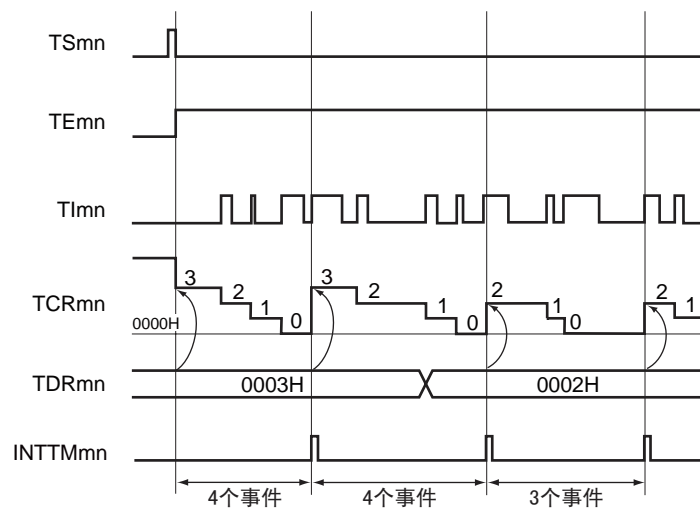 TSmn
TEmn
TImn
TCRmn
3 2 1 0 3 2 1 0 2 1 0 2 1
0000H
TDRmn
0003H 0002H
INTTMmn
4个事件 4个事件 3个事件